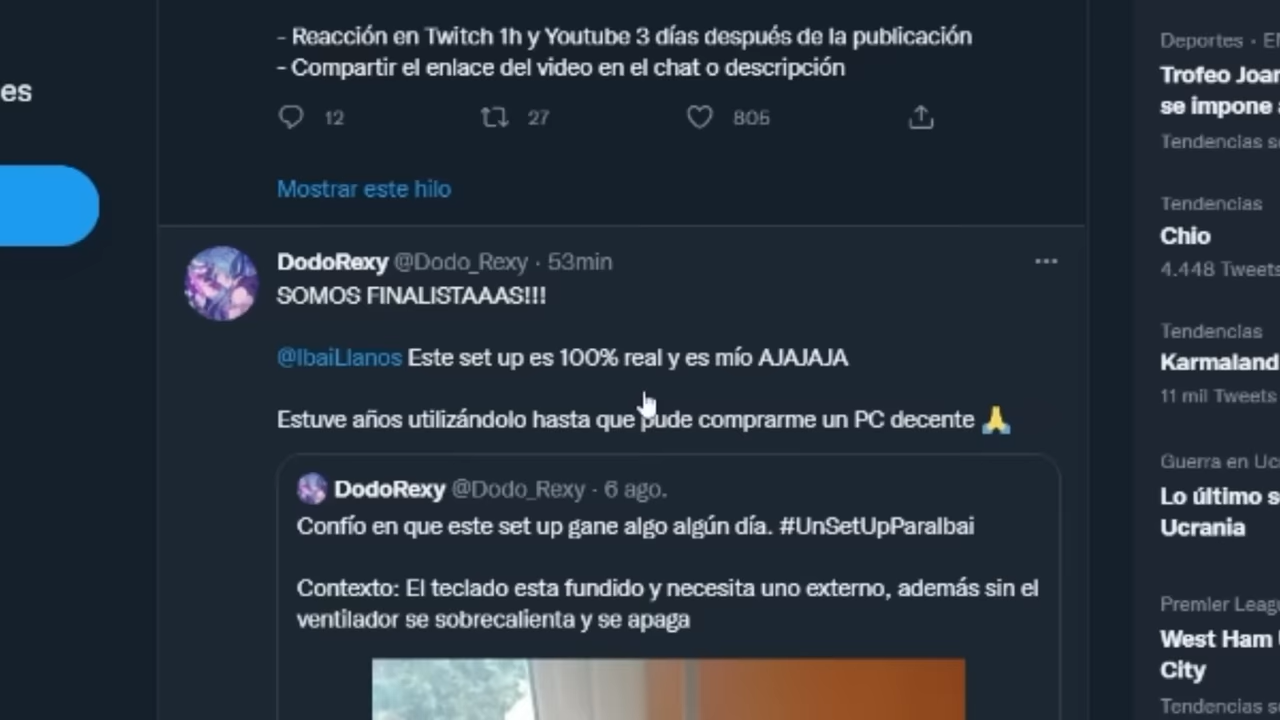 - Reacción en Twitch 1h y Youtube 3 días después de la publicación
- Compartir el enlace del video en el chat o descripción
12 27 805
Mostrar este hilo
DodoRexy @Dodo_Rexy · 53min
SOMOS FINALISTAAAS!!!
@IbaiLlanos Este set up es 100% real y es mío AJAJAJA
Estuve años utilizándolo hasta que pude comprarme un PC decente 🙏
DodoRexy @Dodo_Rexy · 6 ago.
Confío en que este set up gane algo algún día. #UnSetUpParaIbai
Contexto: El teclado esta fundido y necesita uno externo, además sin el
ventilador se sobrecalienta y se apaga
es
Deportes ·
Trofeo
se impone
Tendencias
Tendencias
Chio
4.448 Tweets
Tendencias
Karmaland
11 mil Tweets
Guerra en
Lo último
Ucrania
Premier
West Ham
City
Tendencias